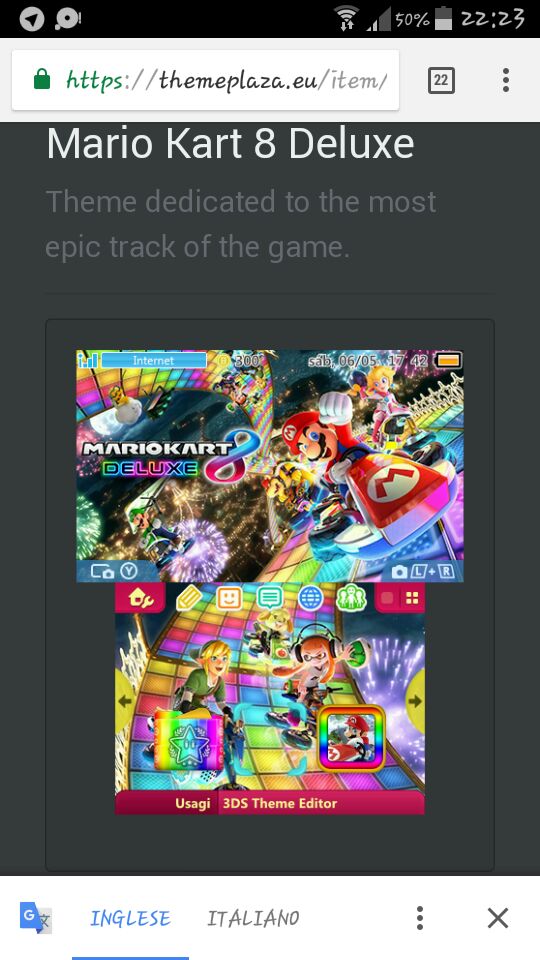 50% 22:23
https://themeplaza.eu/item/
22
Mario Kart 8 Deluxe
Theme dedicated to the most
epic track of the game.
Internet 300 sáb, 06/05. 17:42
MARIOKART 8
DELUXE
Y L+R
Usagi 3DS Theme Editor
G 文 INGLESE ITALIANO